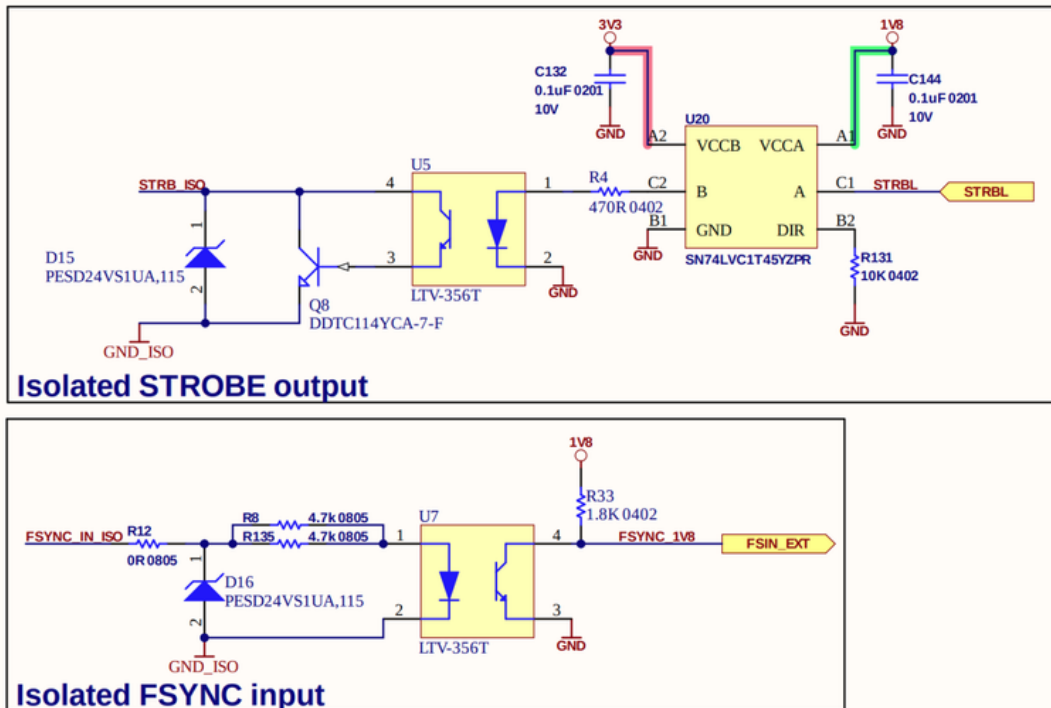 3V3
1V8
C132
0.1uF 0201
10V
GND
C144
0.1uF 0201
10V
GND
U20
A2
VCCB
VCCA
A1
U5
STRB_ISO
4
1
R4
470R 0402
C2
B
A
C1
STRBL
STRBL
B1
GND
DIR
B2
GND
SN74LVC1T45YZPR
R131
10K 0402
GND
1
D15
PESD24VS1UA,115
2
3
2
GND
LTV-356T
Q8
DDTC114YCA-7-F
GND_ISO
Isolated STROBE output
1V8
R33
1.8K 0402
FSYNC_IN_ISO
R12
0R 0805
R8
4.7k 0805
R135
4.7k 0805
U7
1
4
FSYNC_1V8
FSIN_EXT
1
D16
PESD24VS1UA,115
2
2
3
GND
LTV-356T
GND_ISO
Isolated FSYNC input